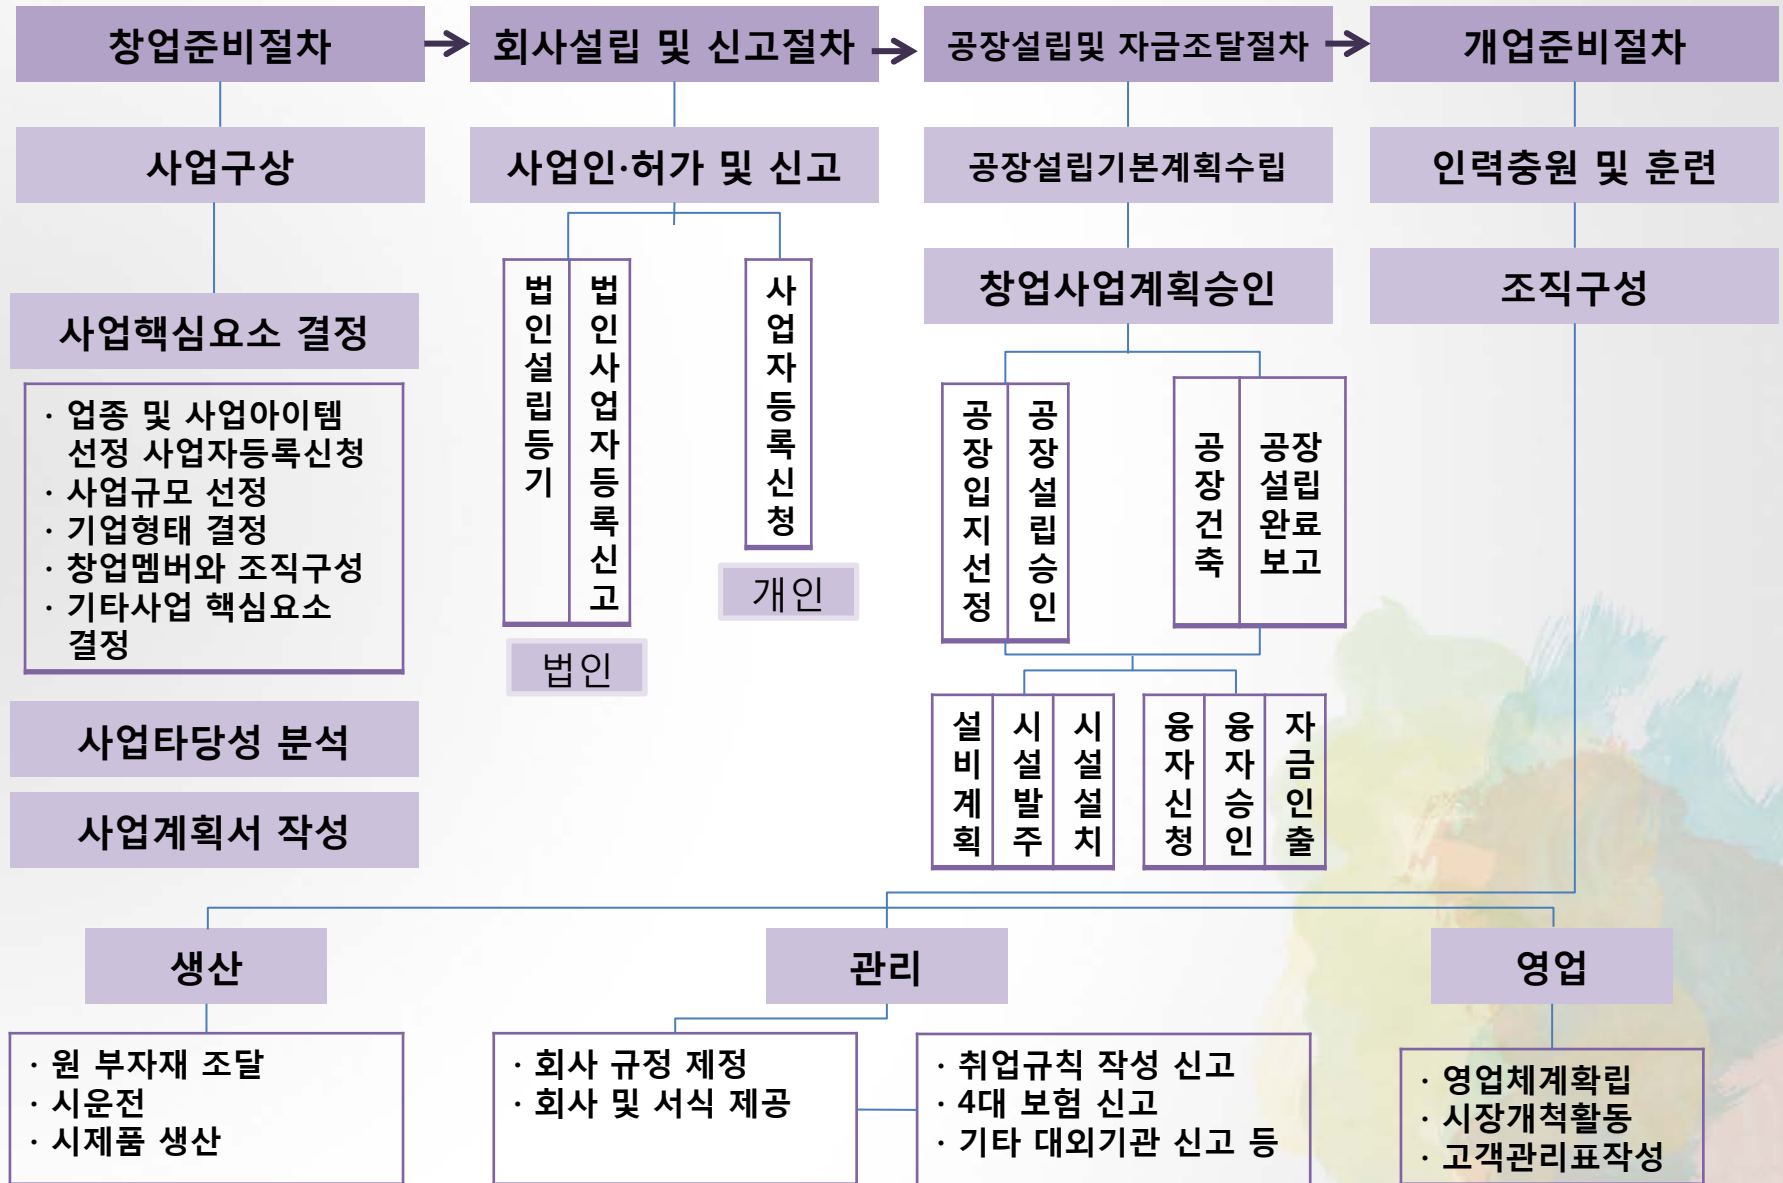 창업준비절차
회사설립 및 신고절차
공장설립및 자금조달절차
개업준비절차
사업구상
사업인·허가 및 신고
공장설립기본계획수립
인력충원 및 훈련
사업핵심요소 결정
· 업종 및 사업아이템
선정 사업자등록신청
· 사업규모 선정
· 기업형태 결정
· 창업멤버와 조직구성
· 기타사업 핵심요소
결정
사업타당성 분석
사업계획서 작성
법인설립등기
법인사업자등록신고
법인
사업자등록신청
개인
창업사업계획승인
공장입지선정
공장설립승인
공장건축
공장
설립
완료
보고
설비계획
시설발주
시설설치
융자신청
융자승인
자금인출
조직구성
생산
· 원 부자재 조달
· 시운전
· 시제품 생산
관리
· 회사 규정 제정
· 회사 및 서식 제공
· 취업규칙 작성 신고
· 4대 보험 신고
· 기타 대외기관 신고 등
영업
· 영업체계확립
· 시장개척활동
· 고객관리표작성